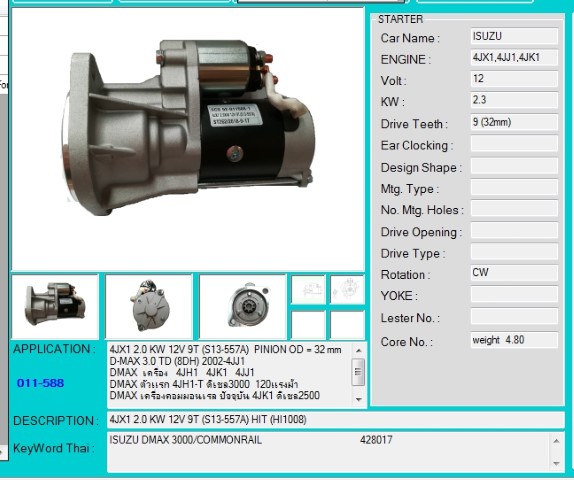 STARTER
Car Name : ISUZU
ENGINE : 4JX1,4JJ1,4JK1
Volt : 12
KW : 2.3
Drive Teeth : 9 (32mm)
Ear Clocking :
Design Shape :
Mtg. Type :
No. Mtg. Holes :
Drive Opening :
Drive Type :
Rotation : CW
YOKE :
Lester No. :
Core No. : weight 4.80
APPLICATION : 4JX1 2.0 KW 12V 9T (S13-557A) PINION OD = 32 mm
D-MAX 3.0 TD (8DH) 2002-4JJ1
DMAX เครื่อง 4JH1 4JK1 4JJ1
DMAX ตัวแรก 4JH1-T ดีเซล3000 120แรงม้า
DMAX เครื่องคอมมอนเรล ปัจจุบัน 4JK1 ดีเซล2500
011-588
DESCRIPTION : 4JX1 2.0 KW 12V 9T (S13-557A) HIT (HI1008)
KeyWord Thai : ISUZU DMAX 3000/COMMONRAIL 428017